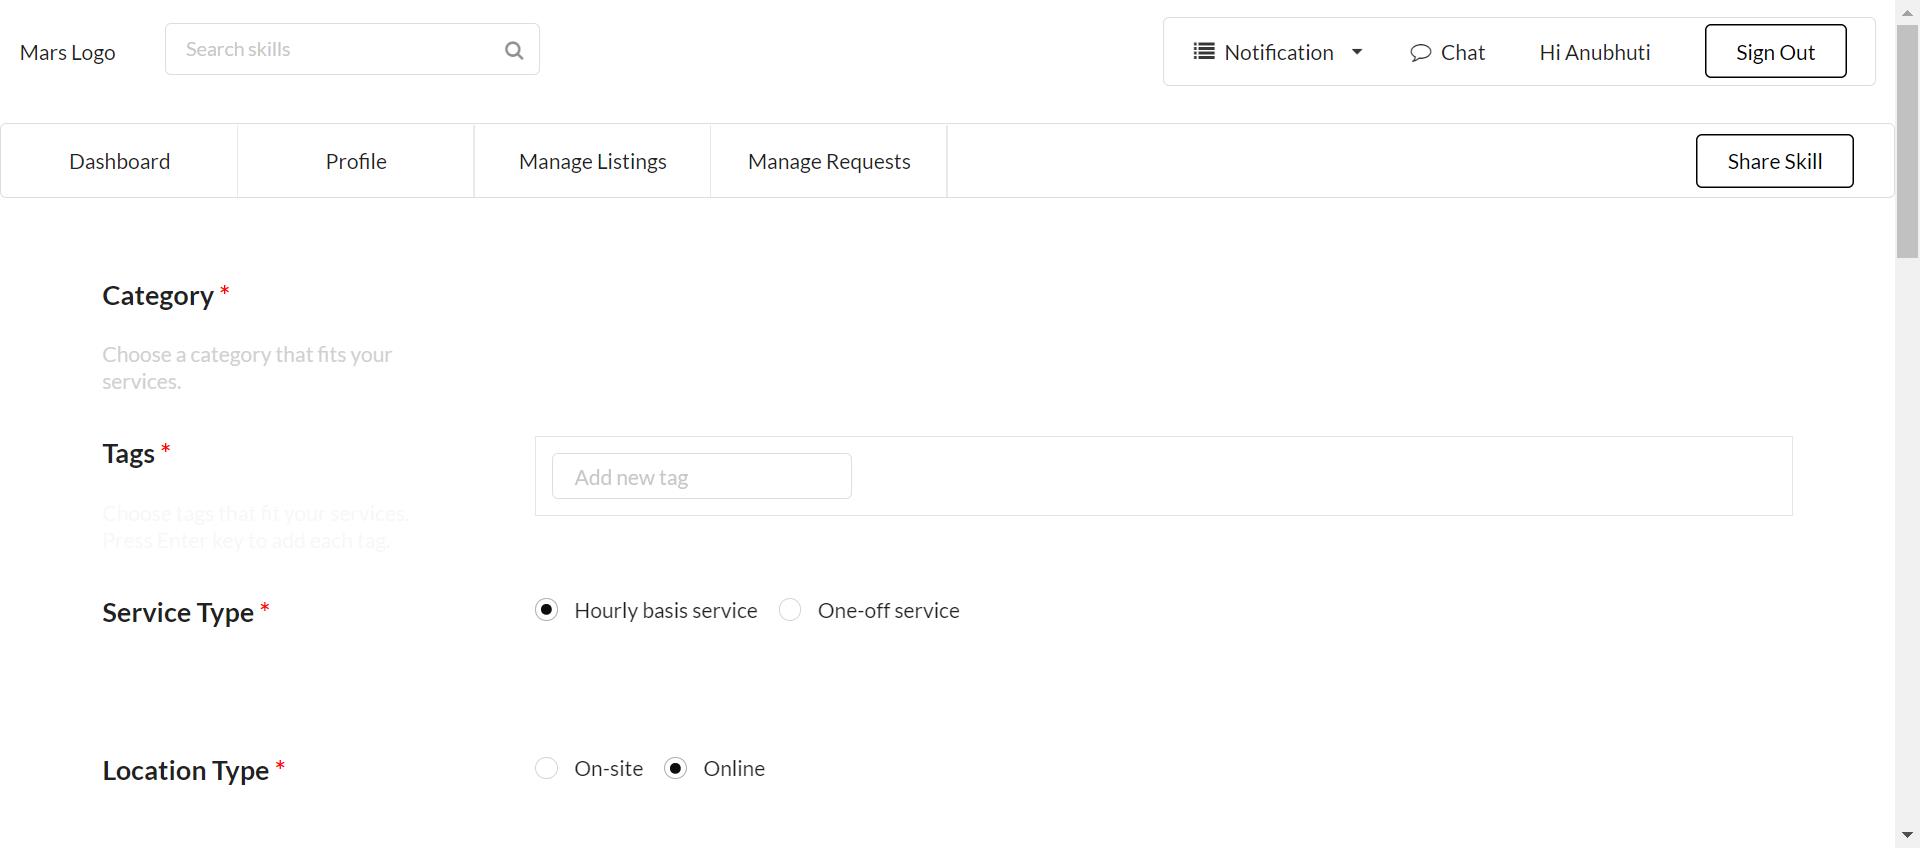 Mars Logo
Search skills
Notification
Chat
Hi Anubhuti
Sign Out
Dashboard
Profile
Manage Listings
Manage Requests
Share Skill
Category *
Choose a category that fits your
services.
Tags *
Add new tag
Choose tags that fit your services.
Press Enter key to add each tag.
Service Type *
Hourly basis service
One-off service
Location Type *
On-site
Online